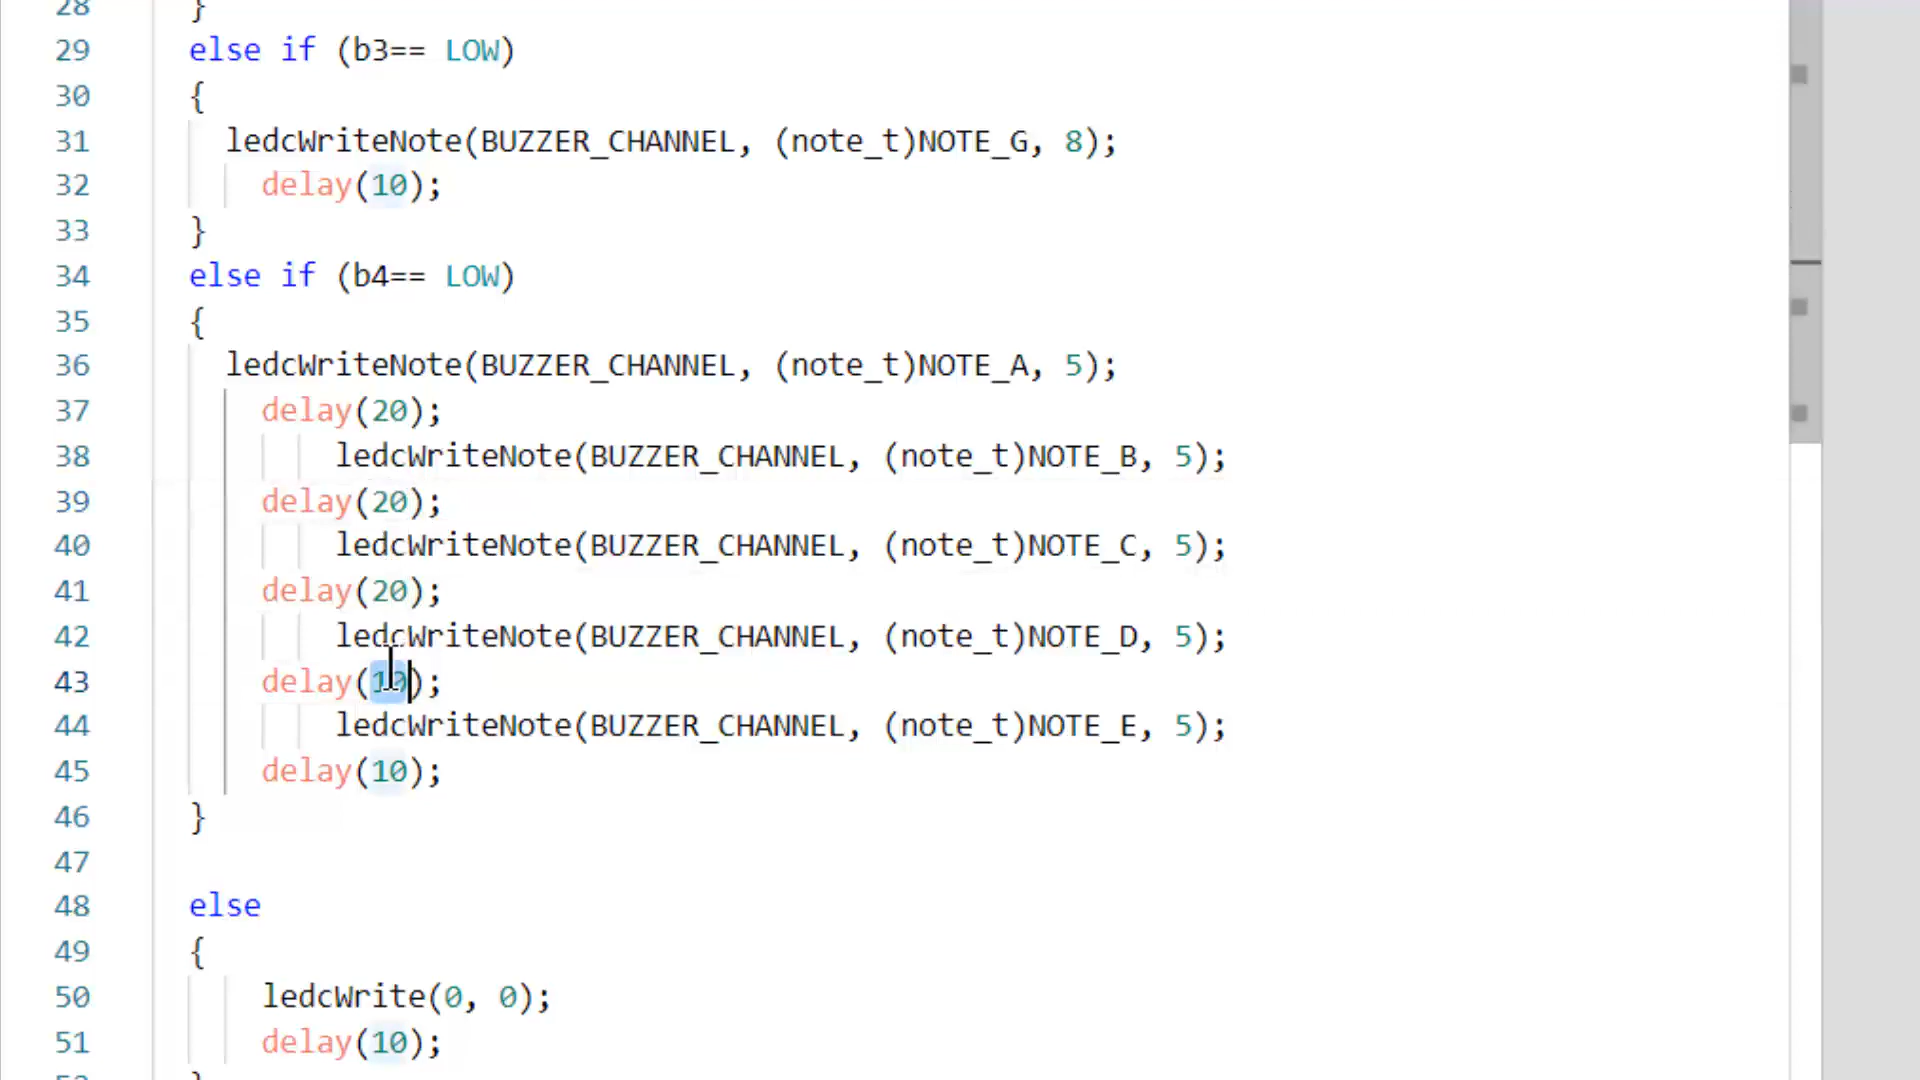 28 }
29 else if (b3== LOW)
30 {
31 ledcWriteNote(BUZZER_CHANNEL, (note_t)NOTE_G, 8);
32 delay(10);
33 }
34 else if (b4== LOW)
35 {
36 ledcWriteNote(BUZZER_CHANNEL, (note_t)NOTE_A, 5);
37 delay(20);
38 ledcWriteNote(BUZZER_CHANNEL, (note_t)NOTE_B, 5);
39 delay(20);
40 ledcWriteNote(BUZZER_CHANNEL, (note_t)NOTE_C, 5);
41 delay(20);
42 ledcWriteNote(BUZZER_CHANNEL, (note_t)NOTE_D, 5);
43 delay(10);
44 ledcWriteNote(BUZZER_CHANNEL, (note_t)NOTE_E, 5);
45 delay(10);
46 }
47
48 else
49 {
50 ledcWrite(0, 0);
51 delay(10);
52 }